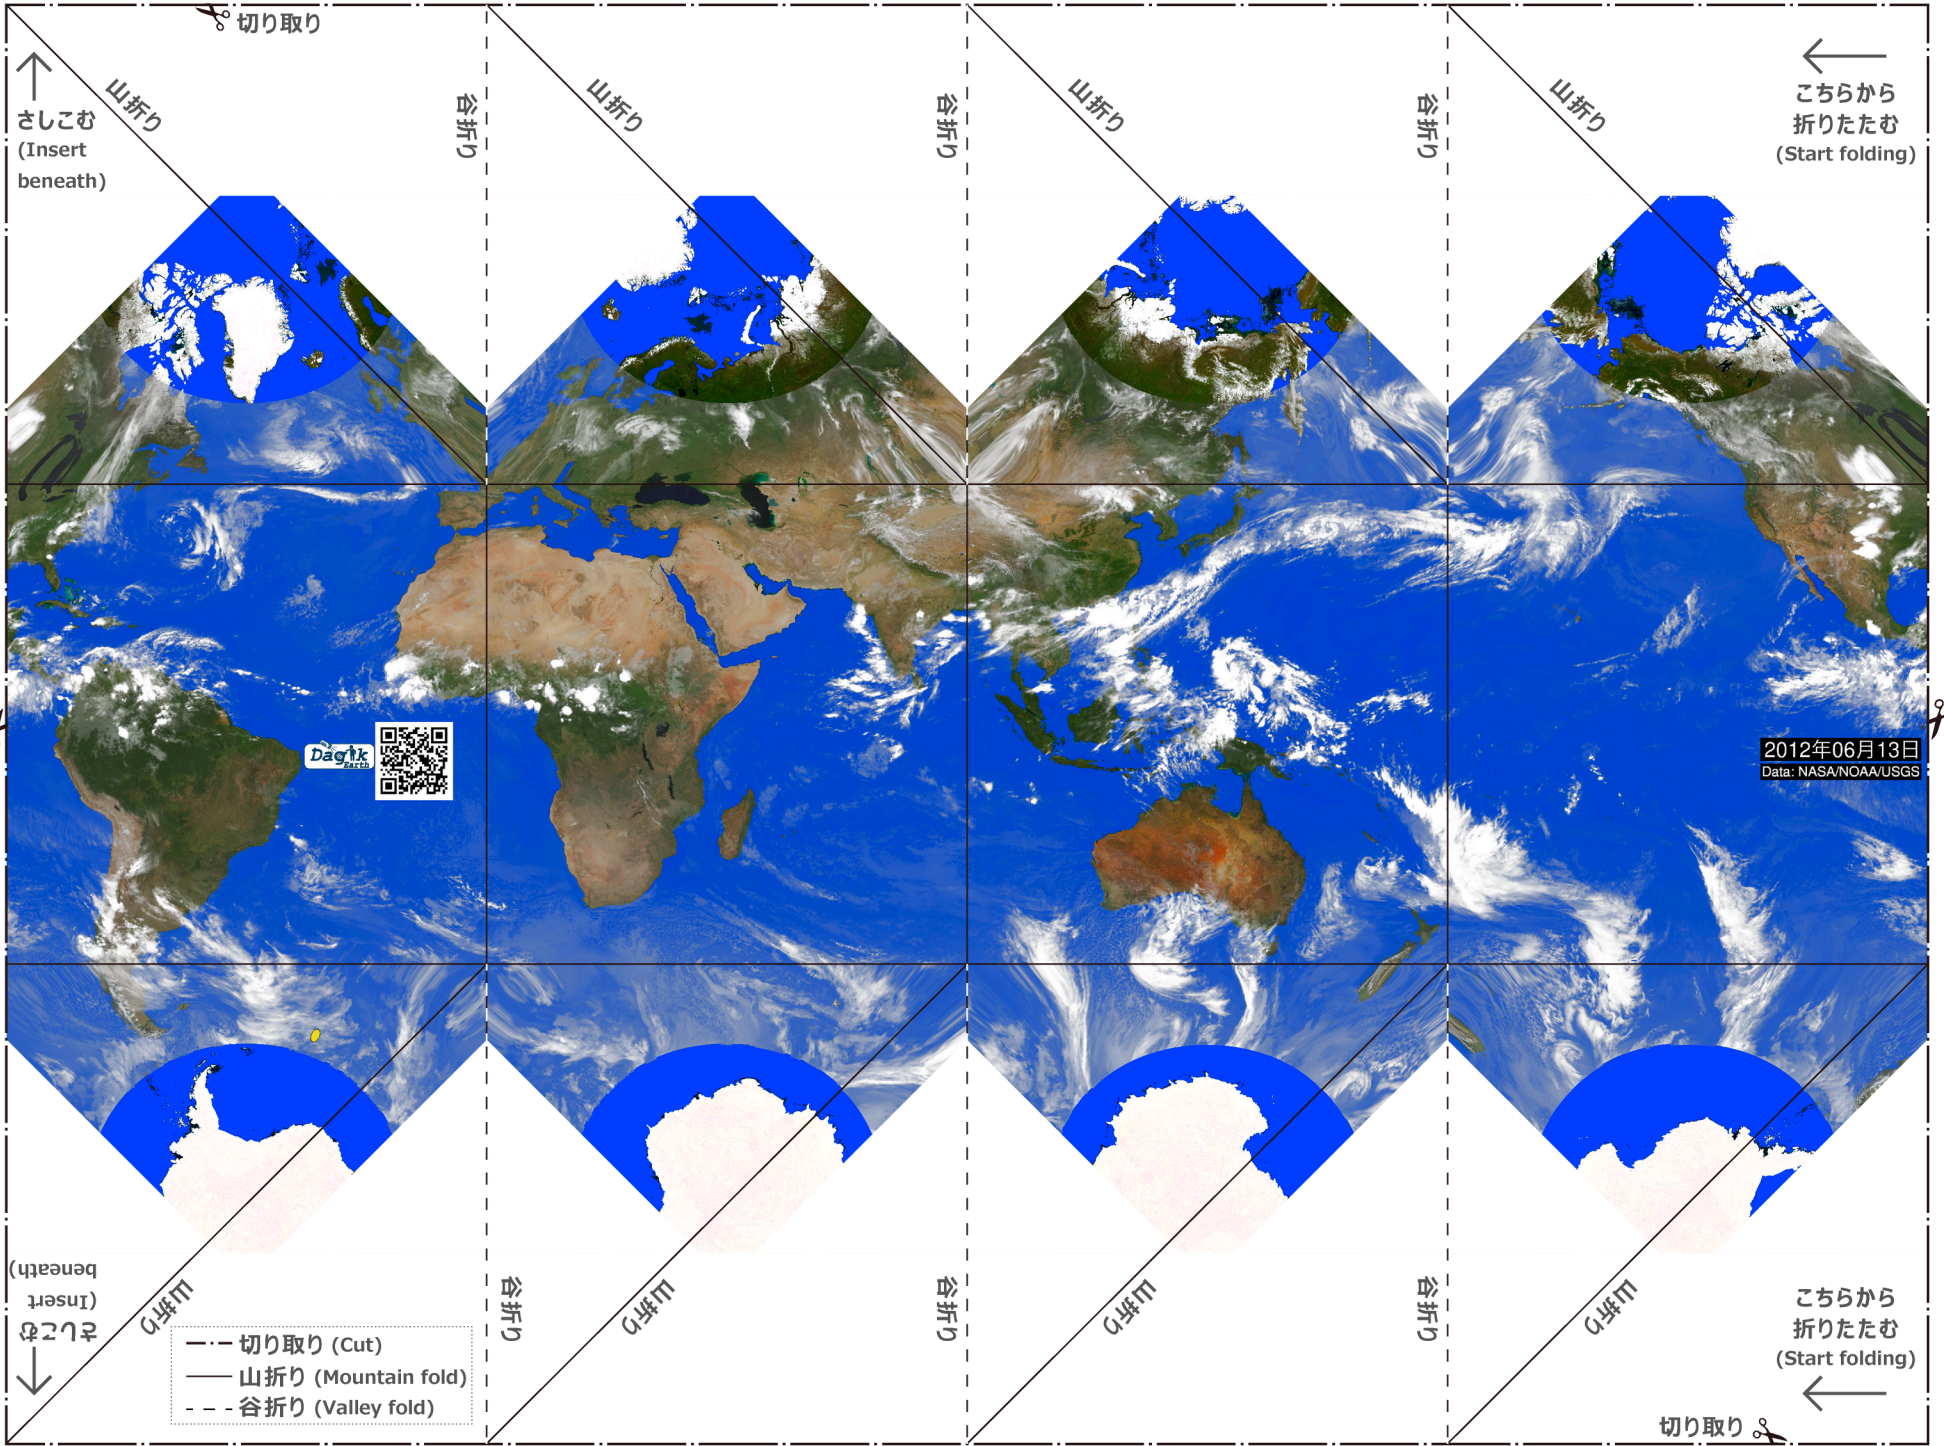 切り取り
さしこむ
(Insert
beneath)
山折り
谷折り
山折り
谷折り
山折り
谷折り
山折り
こちらから
折りたたむ
(Start folding)
Dagik
Earth
2012年06月13日
Data: NASA/NOAA/USGS
さしこむ
(Insert
beneath)
山折り
谷折り
山折り
谷折り
山折り
谷折り
山折り
こちらから
折りたたむ
(Start folding)
切り取り (Cut)
山折り (Mountain fold)
谷折り (Valley fold)
切り取り